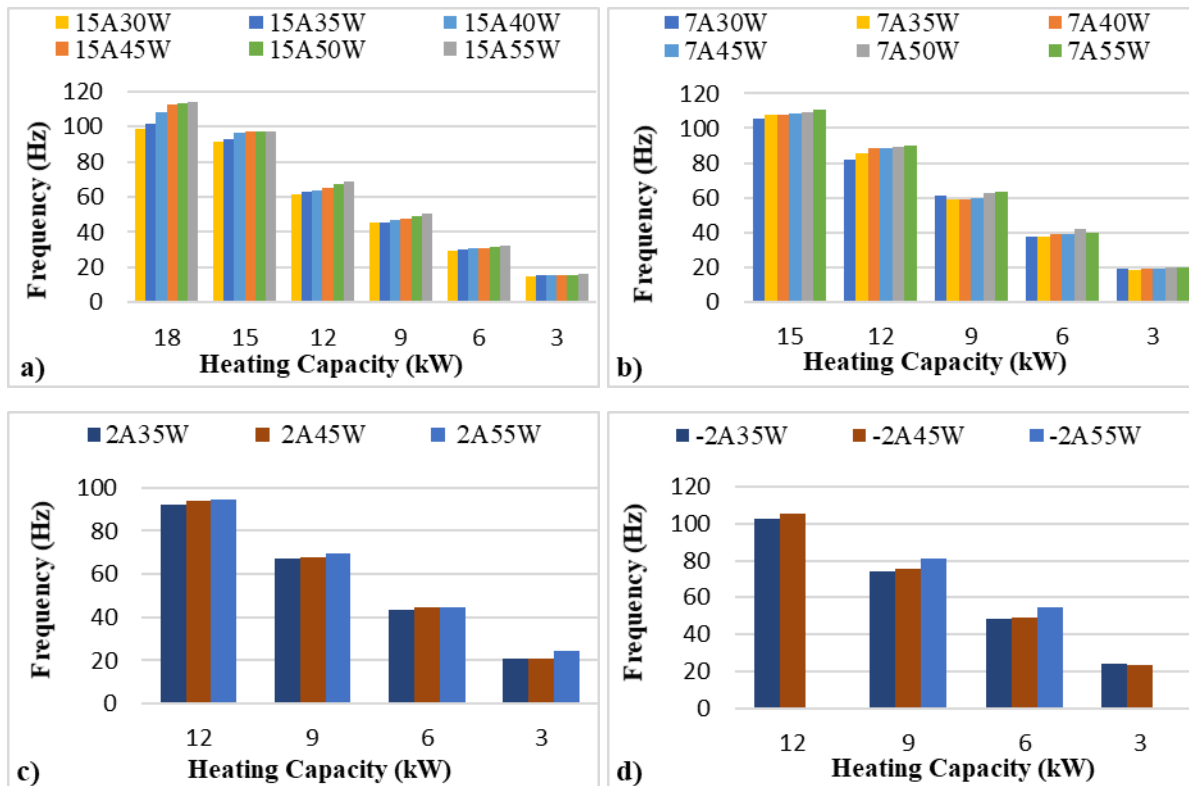 15A30W 15A35W 15A40W
15A45W 15A50W 15A55W
120
100
80
60
40
20
0
Frequency (Hz)
18 15 12 9 6 3
Heating Capacity (kW)
a)
7A30W 7A35W 7A40W
7A45W 7A50W 7A55W
120
100
80
60
40
20
0
Frequency (Hz)
15 12 9 6 3
Heating Capacity (kW)
b)
2A35W 2A45W 2A55W
100
80
60
40
20
0
Frequency (Hz)
12 9 6 3
Heating Capacity (kW)
c)
-2A35W -2A45W -2A55W
120
100
80
60
40
20
0
Frequency (Hz)
12 9 6 3
Heating Capacity (kW)
d)